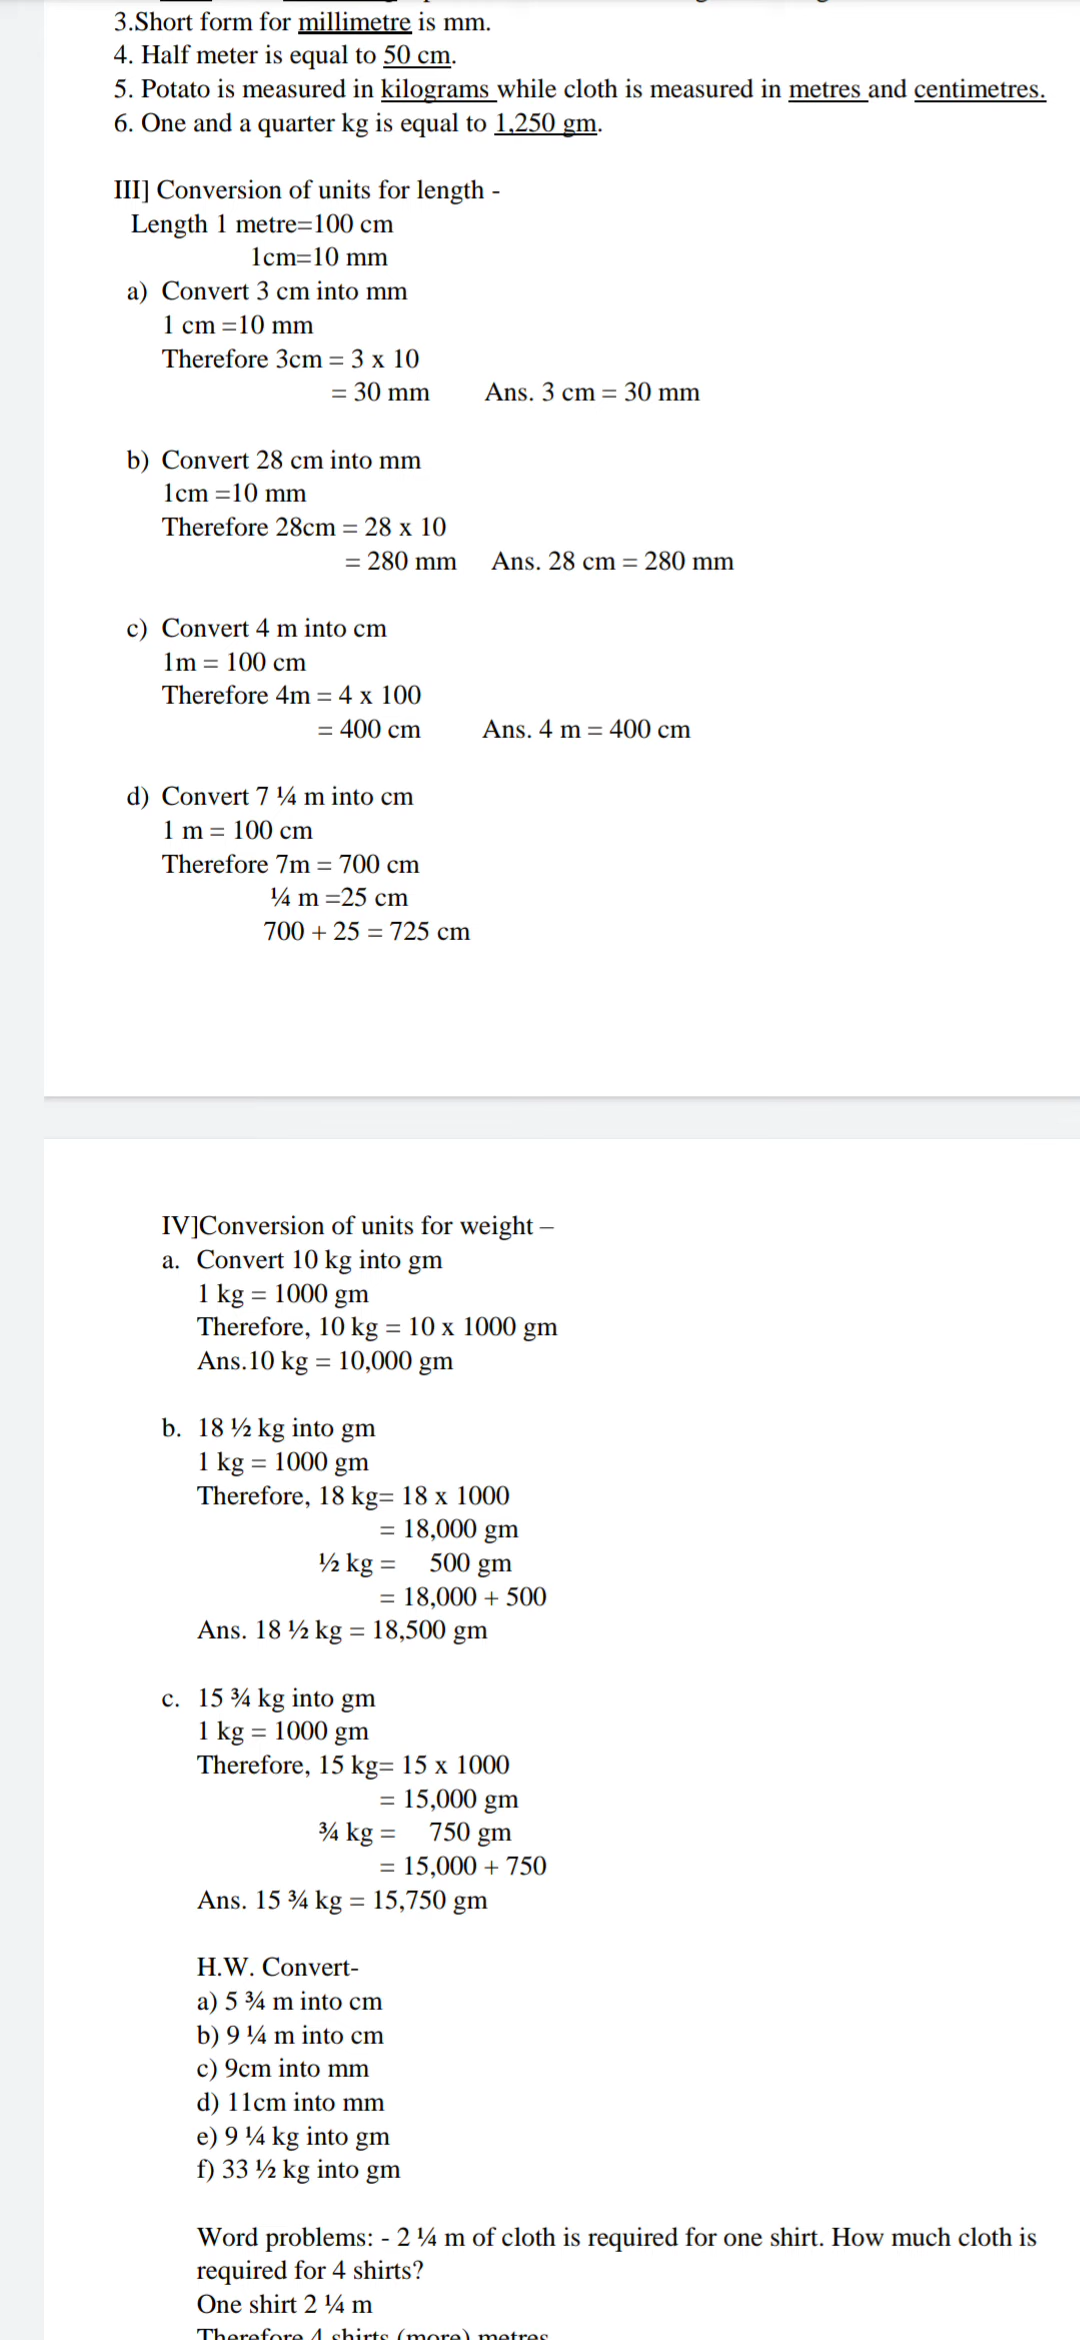 3.Short form for millimetre is mm.
4. Half meter is equal to 50 cm.
5. Potato is measured in kilograms while cloth is measured in metres and centimetres.
6. One and a quarter kg is equal to 1,250 gm.
III] Conversion of units for length -
Length 1 metre=100 cm
1cm=10 mm
a) Convert 3 cm into mm
1 cm =10 mm
Therefore 3cm = 3 x 10
= 30 mm Ans. 3 cm = 30 mm
b) Convert 28 cm into mm
1cm =10 mm
Therefore 28cm = 28 x 10
= 280 mm Ans. 28 cm = 280 mm
c) Convert 4 m into cm
1m = 100 cm
Therefore 4m = 4 x 100
= 400 cm Ans. 4 m = 400 cm
d) Convert 7 ¼ m into cm
1 m = 100 cm
Therefore 7m = 700 cm
¼ m =25 cm
700 + 25 = 725 cm
IV]Conversion of units for weight –
a. Convert 10 kg into gm
1 kg = 1000 gm
Therefore, 10 kg = 10 x 1000 gm
Ans.10 kg = 10,000 gm
b. 18 ½ kg into gm
1 kg = 1000 gm
Therefore, 18 kg= 18 x 1000
= 18,000 gm
½ kg = 500 gm
= 18,000 + 500
Ans. 18 ½ kg = 18,500 gm
c. 15 ¾ kg into gm
1 kg = 1000 gm
Therefore, 15 kg= 15 x 1000
= 15,000 gm
¾ kg = 750 gm
= 15,000 + 750
Ans. 15 ¾ kg = 15,750 gm
H.W. Convert-
a) 5 ¾ m into cm
b) 9 ¼ m into cm
c) 9cm into mm
d) 11cm into mm
e) 9 ¼ kg into gm
f) 33 ½ kg into gm
Word problems: - 2 ¼ m of cloth is required for one shirt. How much cloth is
required for 4 shirts?
One shirt 2 ¼ m
Therefore 4 shirts (more) metres